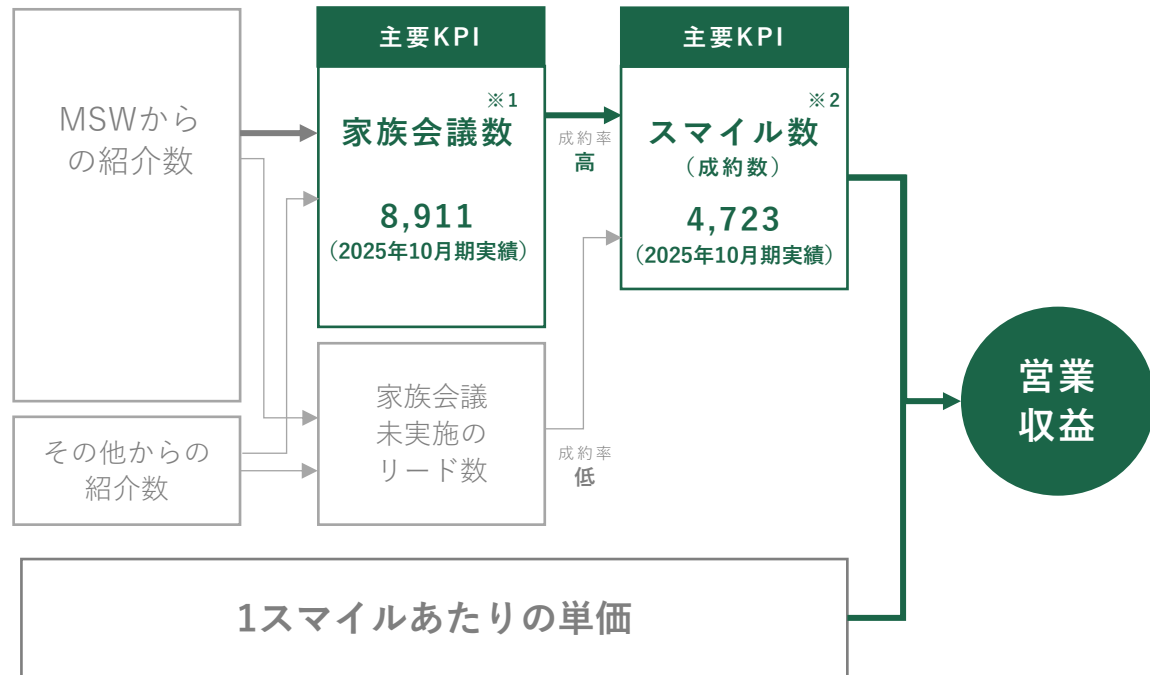 MSWから
の紹介数
その他からの
紹介数
主要KPI
※1
家族会議数
8,911
（2025年10月期実績）
家族会議
未実施の
リード数
成約率
高
成約率
低
主要KPI
※2
スマイル数
（成約数）
4,723
（2025年10月期実績）
営業
収益
1スマイルあたりの単価